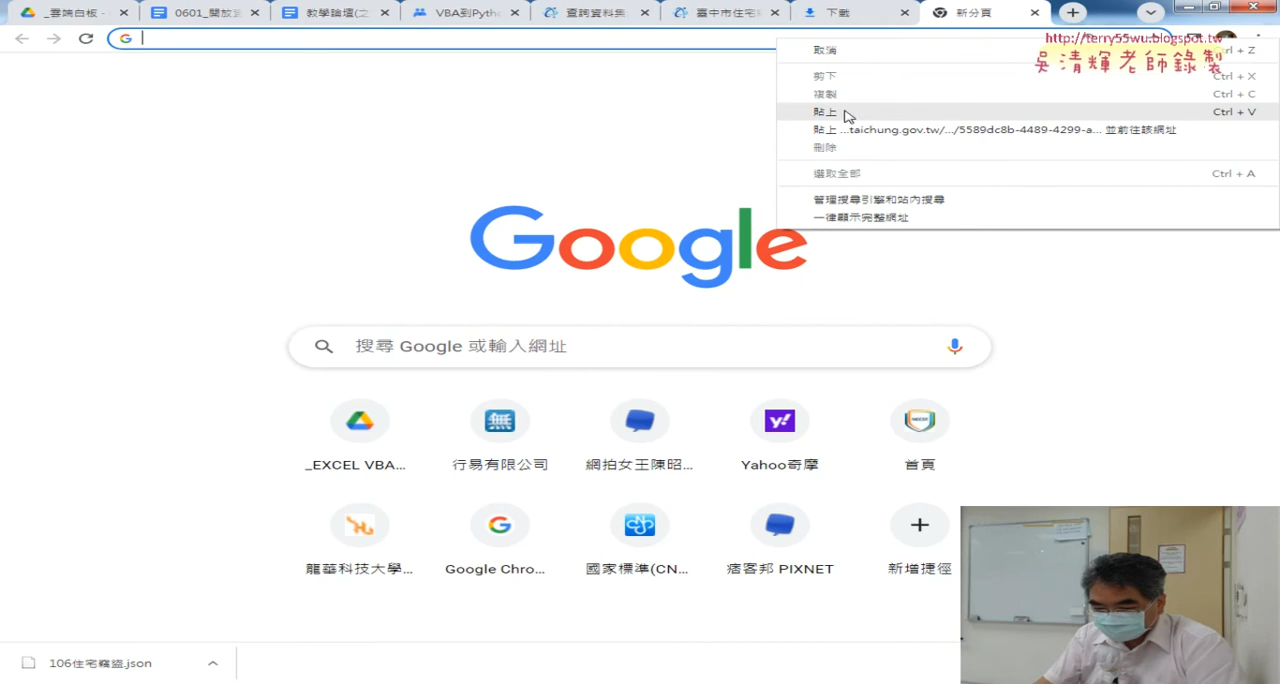 _雲端白板 -
0601_開放資
教學論壇(之
VBA到Pytho
查詢資料集
臺中市住宅
下載
新分頁
http://terry55wu.blogspot.tw
吳清輝老師錄製
取消 Ctrl + Z
剪下 Ctrl + X
複製 Ctrl + C
貼上 Ctrl + V
貼上 ...taichung.gov.tw/.../5589dc8b-4489-4299-a... 並前往該網址
刪除
選取全部 Ctrl + A
管理搜尋引擎和站內搜尋
一律顯示完整網址
Google
搜尋 Google 或輸入網址
_EXCEL VBA...
行易有限公司
網拍女王陳昭...
Yahoo奇摩
首頁
龍華科技大學...
Google Chro...
國家標準(CN...
痞客邦 PIXNET
新增捷徑
106住宅竊盜.json